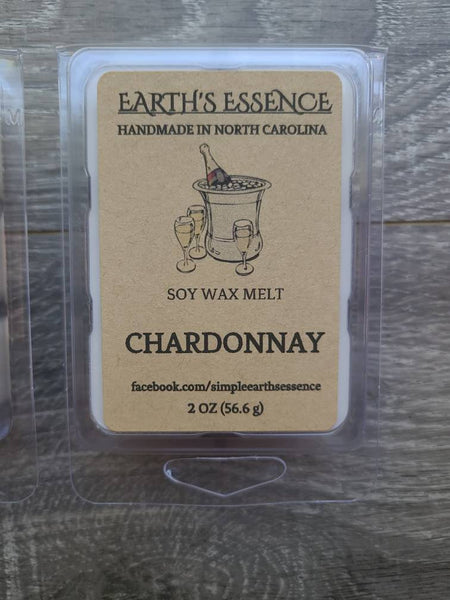 EARTH'S ESSENCE
HANDMADE IN NORTH CAROLINA
SOY WAX MELT
CHARDONNAY
facebook.com/simpleearthsessence
2 OZ (56.6 g)